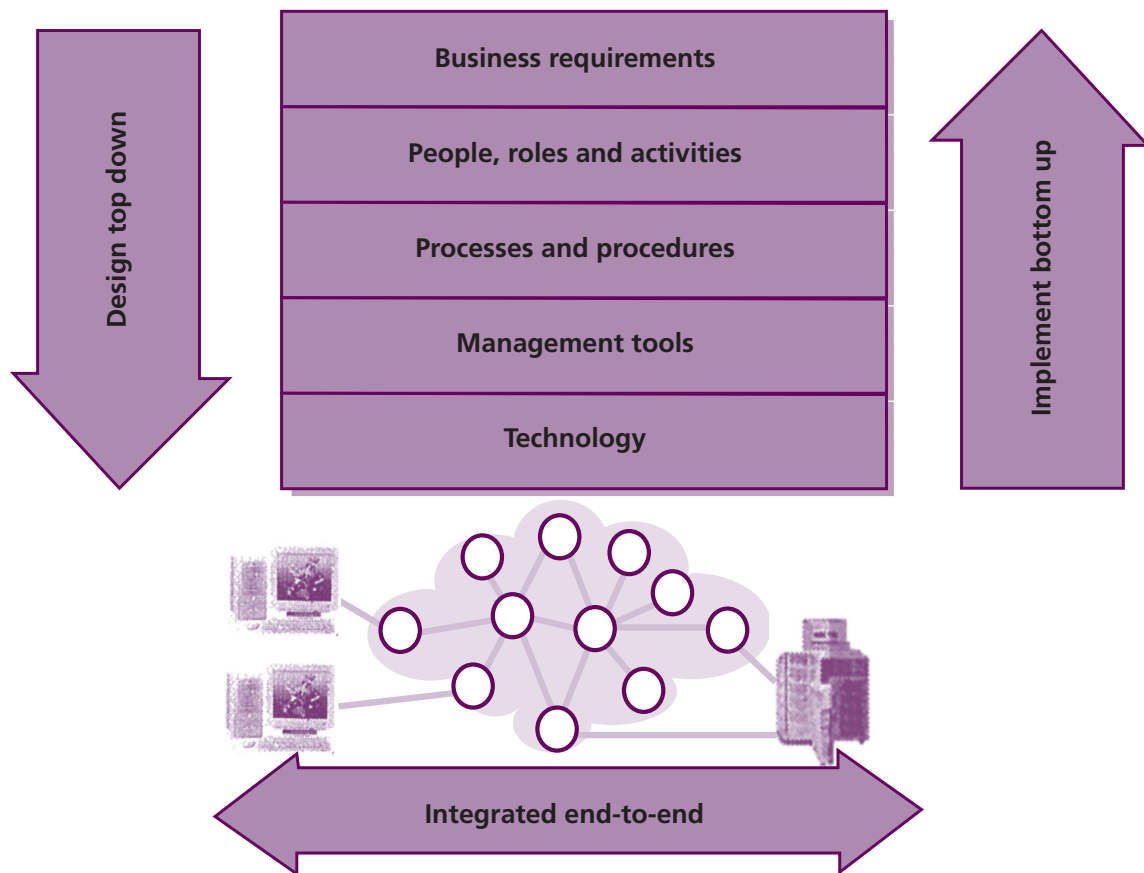 Design top down
Business requirements
People, roles and activities
Processes and procedures
Management tools
Technology
Implement bottom up
Integrated end-to-end